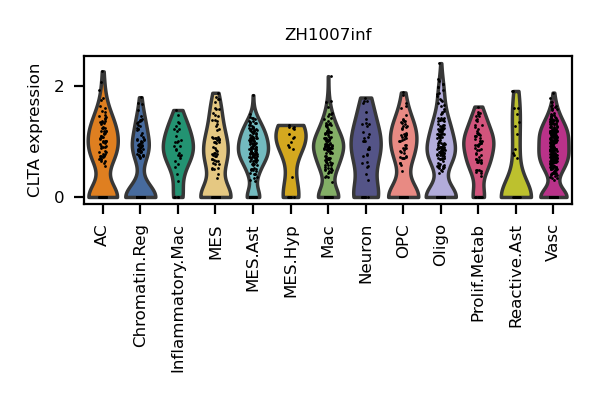 ZH1007inf
CLTA expression
2
0
AC
Chromatin.Reg
Inflammatory.Mac
MES
MES.Ast
MES.Hyp
Mac
Neuron
OPC
Oligo
Prolif.Metab
Reactive.Ast
Vasc